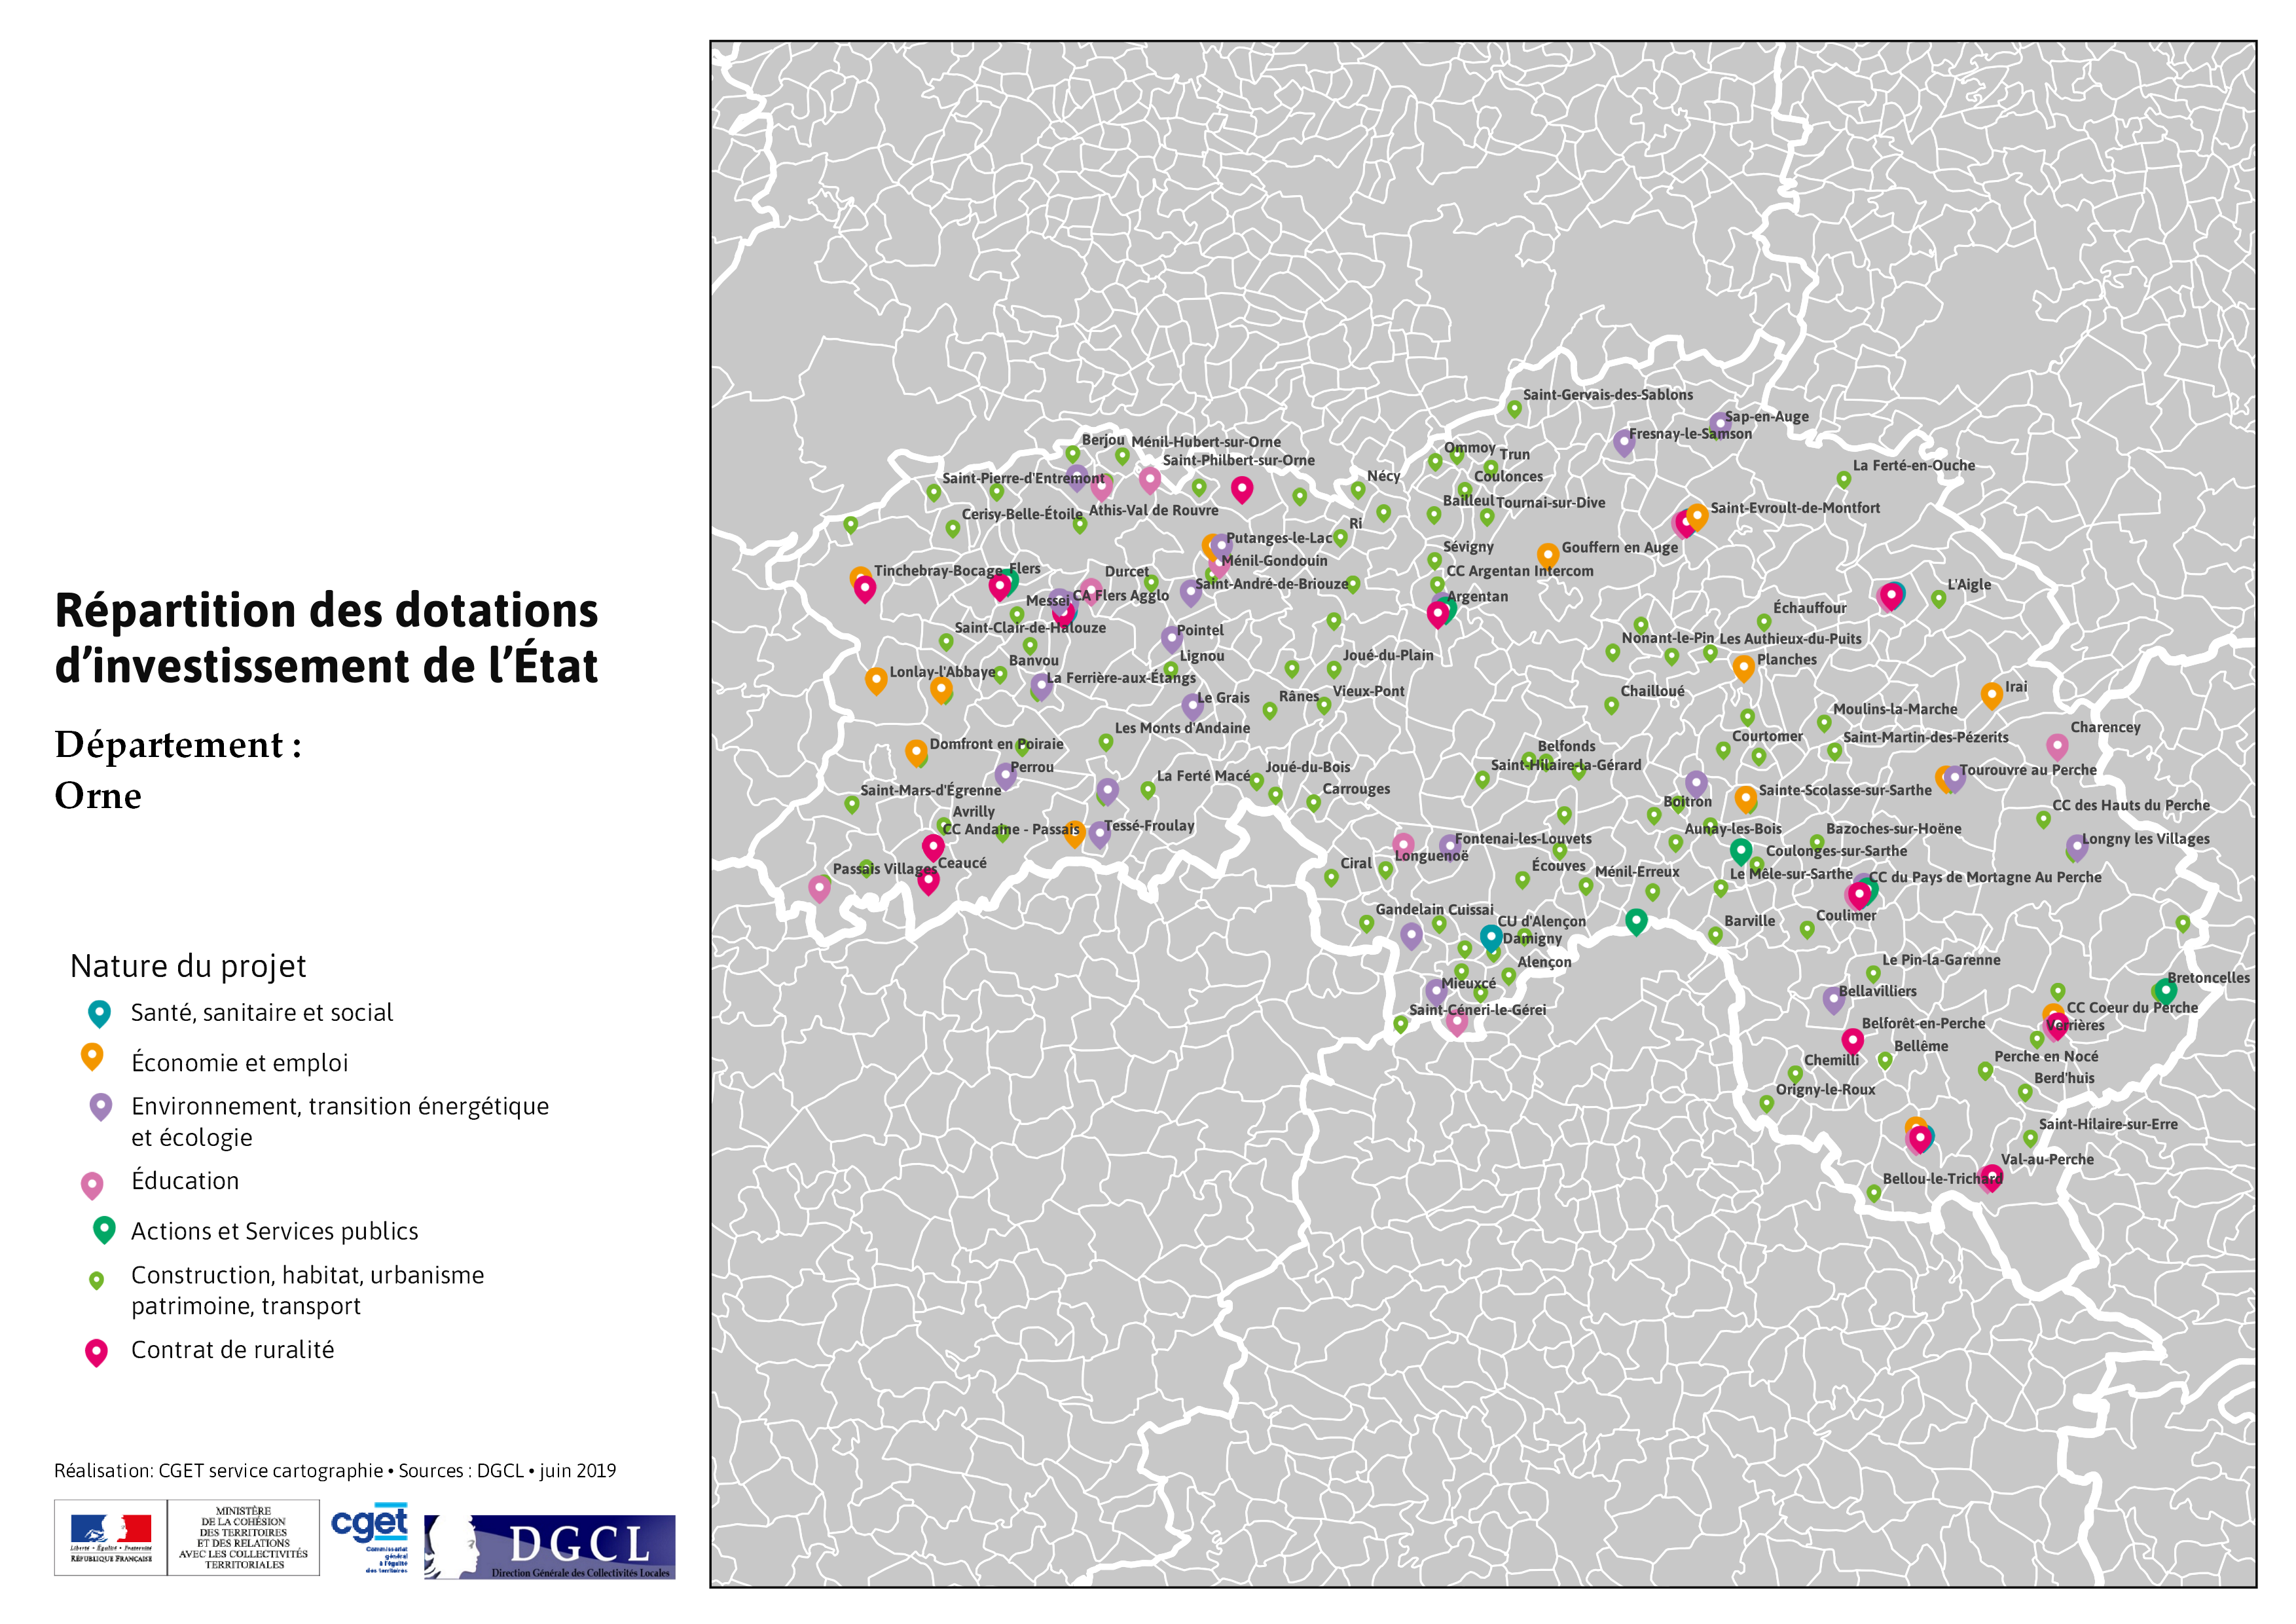 Répartition des dotations
d'investissement de l'État
Département :
Orne
Nature du projet
Santé, sanitaire et social
Économie et emploi
Environnement, transition énergétique
et écologie
Éducation
Actions et Services publics
Construction, habitat, urbanisme
patrimoine, transport
Contrat de ruralité
Réalisation: CGET service cartographie • Sources : DGCL • juin 2019
Liberté • Égalité • Fraternité
RÉPUBLIQUE FRANÇAISE
MINISTÈRE
DE LA COHÉSION
DES TERRITOIRES
ET DES RELATIONS
AVEC LES COLLECTIVITÉS
TERRITORIALES
cget
Commissariat
général
à l'égalité
des territoires
DGCL
Direction Générale des Collectivités Locales
Saint-Gervais-des-Sablons
Sap-en-Auge
Fresnay-le-Samson
Berjou
Ménil-Hubert-sur-Orne
Saint-Philbert-sur-Orne
Ommoy
Trun
La Ferté-en-Ouche
Saint-Pierre-d'Entremont
Nécy
Coulonces
Bailleul
Tournai-sur-Dive
Saint-Evroult-de-Montfort
Cerisy-Belle-Étoile
Athis-Val de Rouvre
Ri
Putanges-le-Lac
Sévigny
Gouffern en Auge
Ménil-Gondouin
Tinchebray-Bocage
Flers
Durcet
CC Argentan Intercom
Saint-André-de-Briouze
L'Aigle
Messei
CA Flers Agglo
Argentan
Échauffour
Saint-Clair-de-Halouze
Pointel
Nonant-le-Pin
Les Authieux-du-Puits
Lignou
Joué-du-Plain
Banvou
Planches
Lonlay-l'Abbaye
La Ferrière-aux-Étangs
Irai
Le Grais
Rânes
Vieux-Pont
Chailloué
Moulins-la-Marche
Les Monts d'Andaine
Charencey
Domfront en Poiraie
Belfonds
Courtomer
Saint-Martin-des-Pézerits
Perrou
La Ferté Macé
Joué-du-Bois
Saint-Hilaire-la-Gérard
Tourouvre au Perche
Saint-Mars-d'Égrenne
Carrouges
Boitron
Sainte-Scolasse-sur-Sarthe
CC des Hauts du Perche
Avrilly
CC Andaine - Passais
Tessé-Froulay
Aunay-les-Bois
Bazoches-sur-Hoëne
Fontenai-les-Louvets
Longny les Villages
Longuenoë
Coulonges-sur-Sarthe
Passais Villages
Ceaucé
Ciral
Écouves
Ménil-Erreux
Le Mêle-sur-Sarthe
CC du Pays de Mortagne Au Perche
Gandelain
Cuissai
CU d'Alençon
Barville
Coulimer
Damigny
Alençon
Le Pin-la-Garenne
Bretoncelles
Mieuxcé
Bellavilliers
Saint-Céneri-le-Gérei
CC Coeur du Perche
Belforêt-en-Perche
Verrières
Bellême
Chemilli
Perche en Nocé
Origny-le-Roux
Berd'huis
Saint-Hilaire-sur-Erre
Val-au-Perche
Bellou-le-Trichard